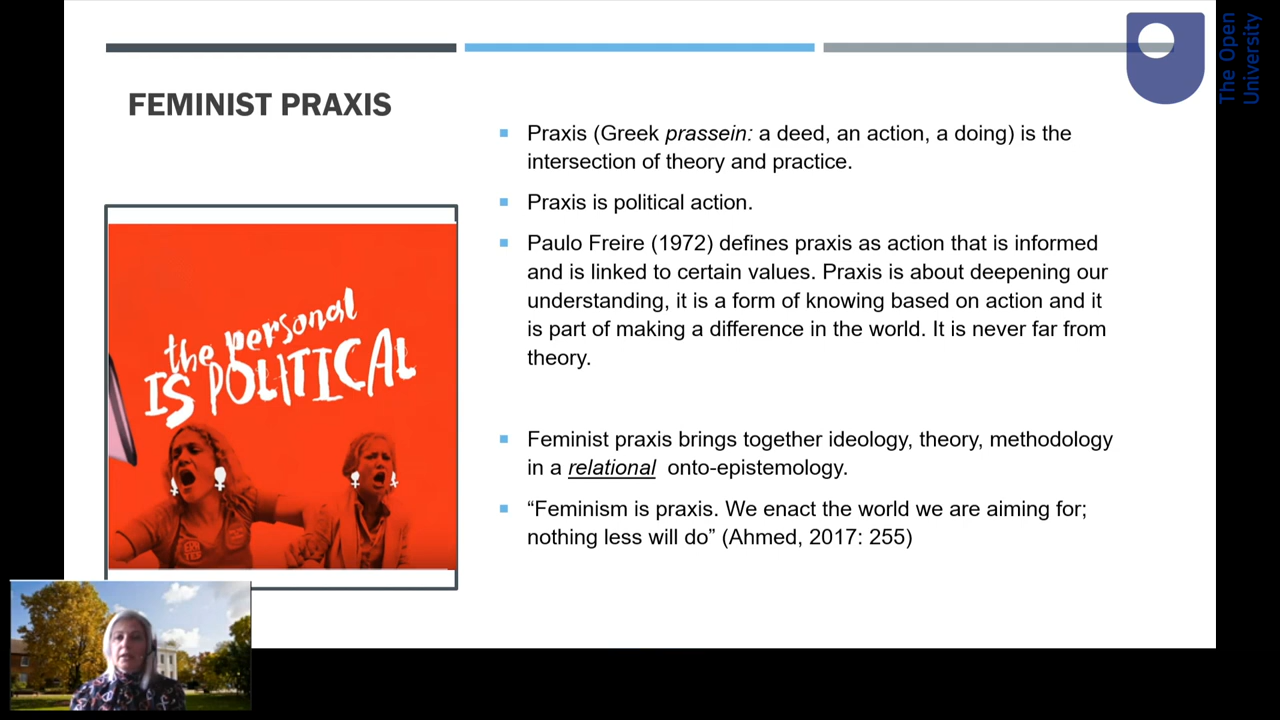 The Open
University
FEMINIST PRAXIS
the personal
IS POLITICAL
Praxis (Greek prassein: a deed, an action, a doing) is the
intersection of theory and practice.
Praxis is political action.
Paulo Freire (1972) defines praxis as action that is informed
and is linked to certain values. Praxis is about deepening our
understanding, it is a form of knowing based on action and it
is part of making a difference in the world. It is never far from
theory.
Feminist praxis brings together ideology, theory, methodology
in a relational onto-epistemology.
“Feminism is praxis. We enact the world we are aiming for;
nothing less will do” (Ahmed, 2017: 255)